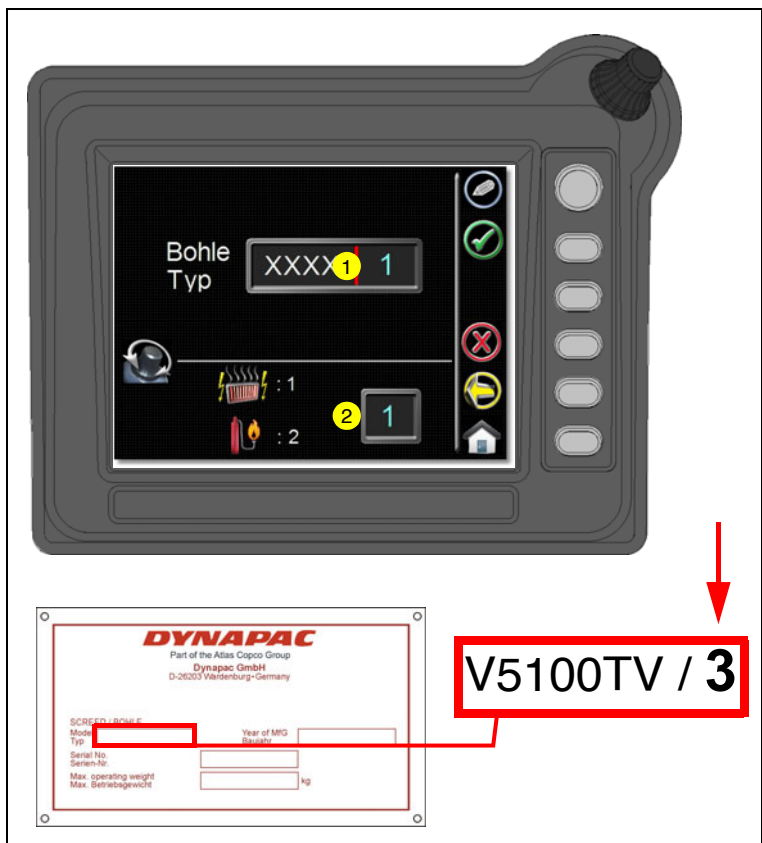 Bohle
Typ
XXXX 1 1
: 1
: 2
2 1
DYNAPAC
Part of the Atlas Copco Group
Dynapac GmbH
D-26203 Wardenburg-Germany
SCREED / BOHLE
Model
Typ
Year of MfG
Baujahr
Serial No.
Serien-Nr.
Max. operating weight
Max. Betriebsgewicht
kg
V5100TV / 3